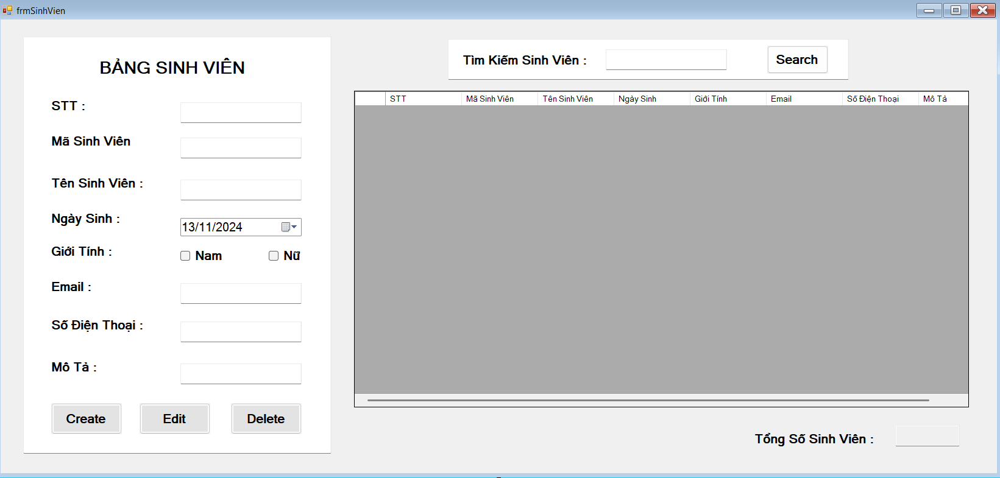 frmSinhVien
BẢNG SINH VIÊN
STT :
Mã Sinh Viên
Tên Sinh Viên :
Ngày Sinh :
13/11/2024
Giới Tính :
Nam
Nữ
Email :
Số Điện Thoại :
Mô Tả :
Create
Edit
Delete
Tìm Kiếm Sinh Viên :
Search
STT
Mã Sinh Viên
Tên Sinh Viên
Ngày Sinh
Giới Tính
Email
Số Điện Thoại
Mô Tả
Tổng Số Sinh Viên :